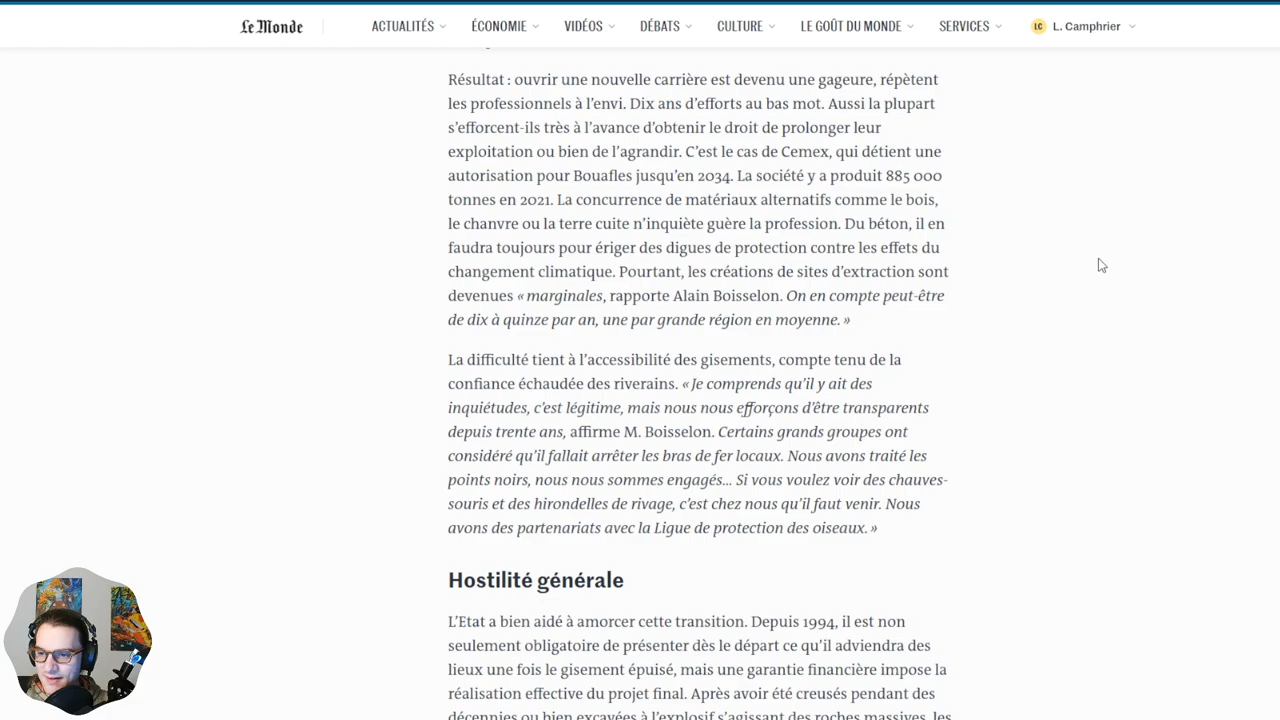 Le Monde
ACTUALITÉS
ÉCONOMIE
VIDÉOS
DÉBATS
CULTURE
LE GOÛT DU MONDE
SERVICES
LC
L. Camphrier
Résultat : ouvrir une nouvelle carrière est devenu une gageure, répètent
les professionnels à l’envi. Dix ans d’efforts au bas mot. Aussi la plupart
s’efforcent-ils très à l’avance d’obtenir le droit de prolonger leur
exploitation ou bien de l’agrandir. C’est le cas de Cemex, qui détient une
autorisation pour Bouafles jusqu’en 2034. La société y a produit 885 000
tonnes en 2021. La concurrence de matériaux alternatifs comme le bois,
le chanvre ou la terre cuite n’inquiète guère la profession. Du béton, il en
faudra toujours pour ériger des digues de protection contre les effets du
changement climatique. Pourtant, les créations de sites d’extraction sont
devenues « marginales, rapporte Alain Boisselon. On en compte peut-être
de dix à quinze par an, une par grande région en moyenne. »
La difficulté tient à l’accessibilité des gisements, compte tenu de la
confiance échaudée des riverains. « Je comprends qu’il y ait des
inquiétudes, c’est légitime, mais nous nous efforçons d’être transparents
depuis trente ans, affirme M. Boisselon. Certains grands groupes ont
considéré qu’il fallait arrêter les bras de fer locaux. Nous avons traité les
points noirs, nous nous sommes engagés… Si vous voulez voir des chauves-
souris et des hirondelles de rivage, c’est chez nous qu’il faut venir. Nous
avons des partenariats avec la Ligue de protection des oiseaux. »
Hostilité générale
L’Etat a bien aidé à amorcer cette transition. Depuis 1994, il est non
seulement obligatoire de présenter dès le départ ce qu’il adviendra des
lieux une fois le gisement épuisé, mais une garantie financière impose la
réalisation effective du projet final. Après avoir été creusés pendant des
décennies ou bien excavées à l’explosif s’agissant des roches massives, les